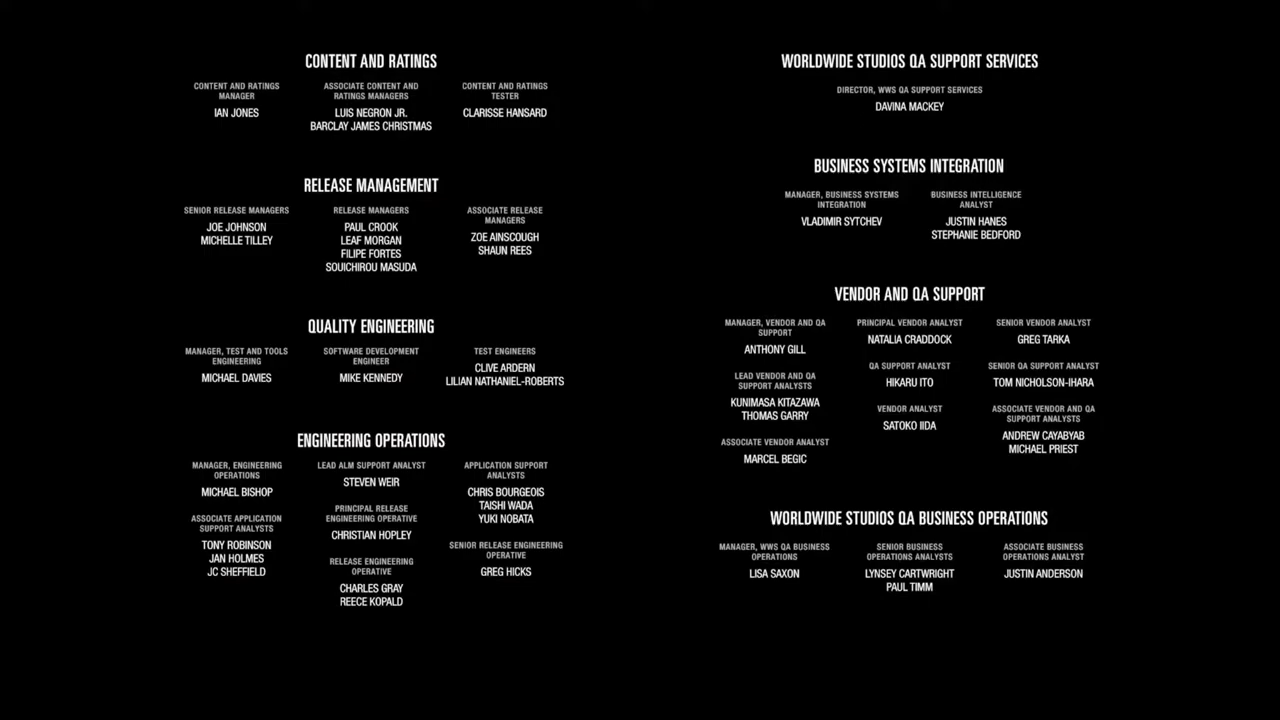 CONTENT AND RATINGS
CONTENT AND RATINGS
MANAGER
IAN JONES
ASSOCIATE CONTENT AND
RATINGS MANAGERS
LUIS NEGRON JR.
BARCLAY JAMES CHRISTMAS
CONTENT AND RATINGS
TESTER
CLARISSE HANSARD
RELEASE MANAGEMENT
SENIOR RELEASE MANAGERS
JOE JOHNSON
MICHELLE TILLEY
RELEASE MANAGERS
PAUL CROOK
LEAF MORGAN
FILIPE FORTES
SOUICHIROU MASUDA
ASSOCIATE RELEASE
MANAGERS
ZOE AINSCOUGH
SHAUN REES
QUALITY ENGINEERING
MANAGER, TEST AND TOOLS
ENGINEERING
MICHAEL DAVIES
SOFTWARE DEVELOPMENT
ENGINEER
MIKE KENNEDY
TEST ENGINEERS
CLIVE ARDERN
LILIAN NATHANIEL-ROBERTS
ENGINEERING OPERATIONS
MANAGER, ENGINEERING
OPERATIONS
MICHAEL BISHOP
ASSOCIATE APPLICATION
SUPPORT ANALYSTS
TONY ROBINSON
JAN HOLMES
JC SHEFFIELD
LEAD ALM SUPPORT ANALYST
STEVEN WEIR
PRINCIPAL RELEASE
ENGINEERING OPERATIVE
CHRISTIAN HOPLEY
RELEASE ENGINEERING
OPERATIVE
CHARLES GRAY
REECE KOPALD
APPLICATION SUPPORT
ANALYSTS
CHRIS BOURGEOIS
TAISHI WADA
YUKI NOBATA
SENIOR RELEASE ENGINEERING
OPERATIVE
GREG HICKS
WORLDWIDE STUDIOS QA SUPPORT SERVICES
DIRECTOR, WWS QA SUPPORT SERVICES
DAVINA MACKEY
BUSINESS SYSTEMS INTEGRATION
MANAGER, BUSINESS SYSTEMS
INTEGRATION
VLADIMIR SYTCHEV
BUSINESS INTELLIGENCE
ANALYST
JUSTIN HANES
STEPHANIE BEDFORD
VENDOR AND QA SUPPORT
MANAGER, VENDOR AND QA
SUPPORT
ANTHONY GILL
LEAD VENDOR AND QA
SUPPORT ANALYSTS
KUNIMASA KITAZAWA
THOMAS GARRY
ASSOCIATE VENDOR ANALYST
MARCEL BEGIC
PRINCIPAL VENDOR ANALYST
NATALIA CRADDOCK
QA SUPPORT ANALYST
HIKARU ITO
VENDOR ANALYST
SATOKO IIDA
SENIOR VENDOR ANALYST
GREG TARKA
SENIOR QA SUPPORT ANALYST
TOM NICHOLSON-IHARA
ASSOCIATE VENDOR AND QA
SUPPORT ANALYSTS
ANDREW CAYABYAB
MICHAEL PRIEST
WORLDWIDE STUDIOS QA BUSINESS OPERATIONS
MANAGER, WWS QA BUSINESS
OPERATIONS
LISA SAXON
SENIOR BUSINESS
OPERATIONS ANALYSTS
LYNSEY CARTWRIGHT
PAUL TIMM
ASSOCIATE BUSINESS
OPERATIONS ANALYST
JUSTIN ANDERSON